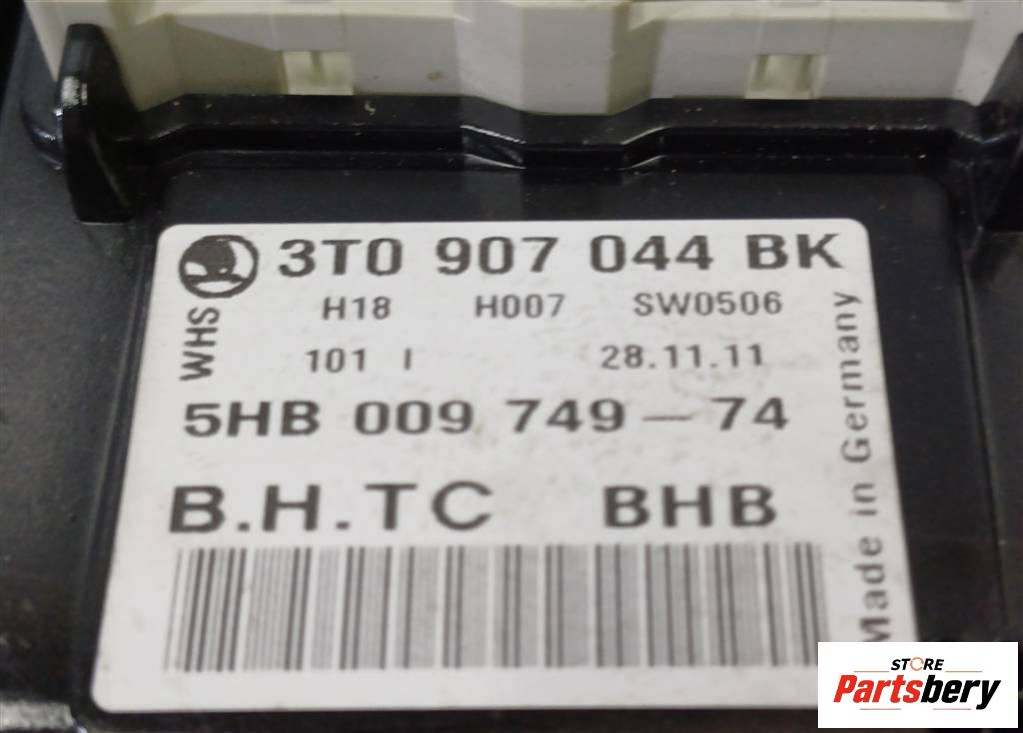 3T0 907 044 BK
H18 H007 SW0506
WHS
101 I 28.11.11
5HB 009 749-74
B.H.TC BHB
Made in Germany
STORE
Partsbery